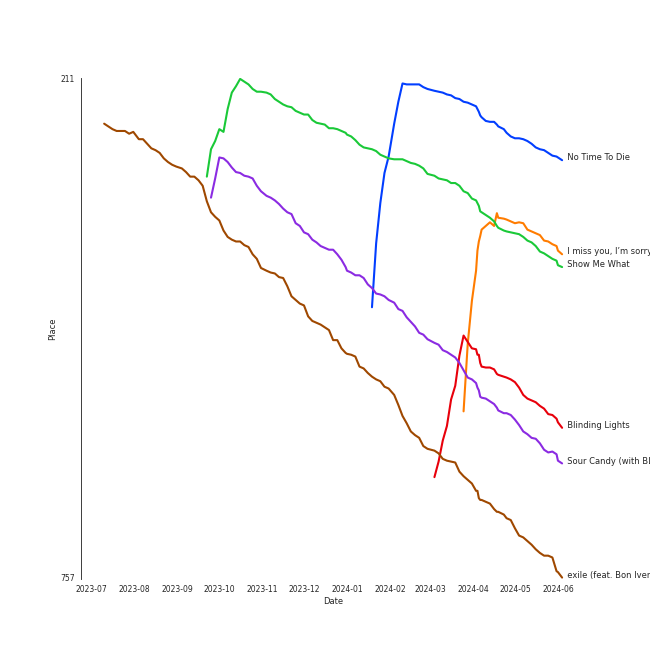 211
Place
757
2023-07 2023-08 2023-09 2023-10 2023-11 2023-12 2024-01 2024-02 2024-03 2024-04 2024-05 2024-06
Date
No Time To Die
I miss you, I'm sorry
Show Me What
Blinding Lights
Sour Candy (with Bl
exile (feat. Bon Iver